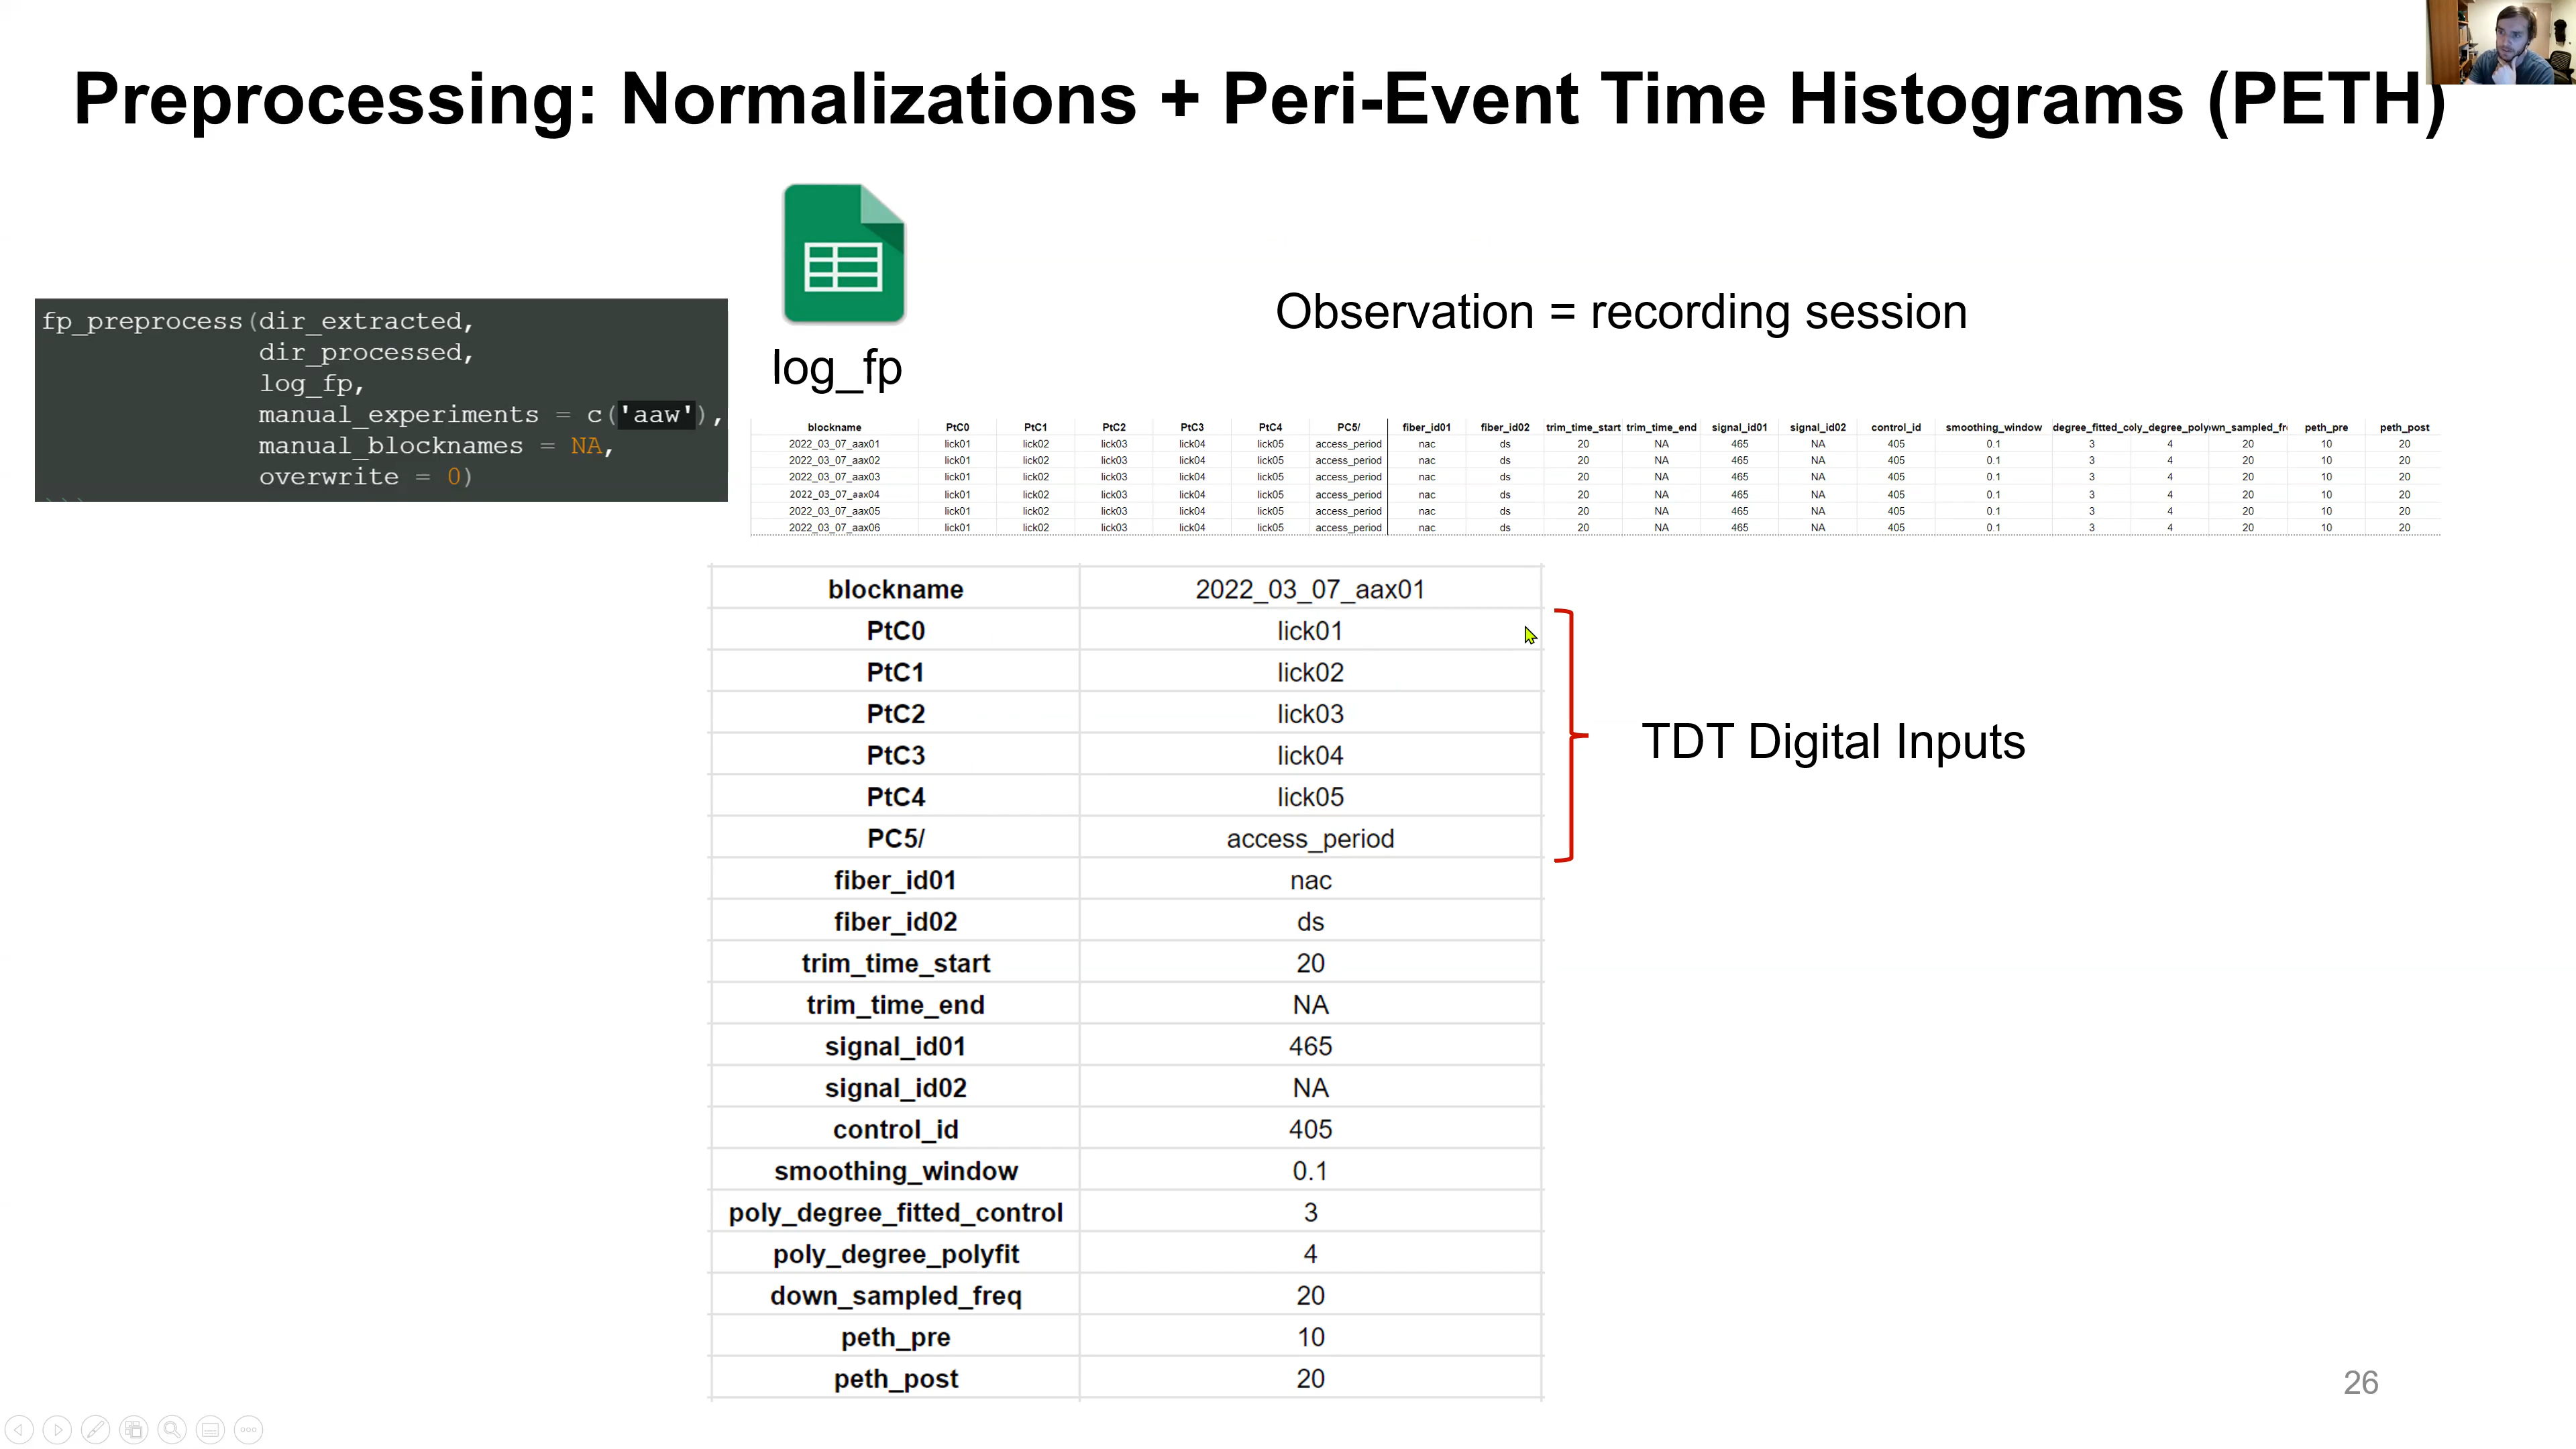 Preprocessing: Normalizations + Peri-Event Time Histograms (PETH)
fp_preprocess(dir_extracted,
dir_processed,
log_fp,
manual_experiments = c('aaw'),
manual_blocknames = NA,
overwrite = 0)
log_fp
Observation = recording session
blockname PtC0 PtC1 PtC2 PtC3 PtC4 PC5/ fiber_id01 fiber_id02 trim_time_start trim_time_end signal_id01 signal_id02 control_id smoothing_window degree_fitted_c oly_degree_poly wn_sampled_fr peth_pre peth_post
2022_03_07_aax01 lick01 lick02 lick03 lick04 lick05 access_period nac ds 20 NA 465 NA 405 0.1 3 4 20 10 20
2022_03_07_aax02 lick01 lick02 lick03 lick04 lick05 access_period nac ds 20 NA 465 NA 405 0.1 3 4 20 10 20
2022_03_07_aax03 lick01 lick02 lick03 lick04 lick05 access_period nac ds 20 NA 465 NA 405 0.1 3 4 20 10 20
2022_03_07_aax04 lick01 lick02 lick03 lick04 lick05 access_period nac ds 20 NA 465 NA 405 0.1 3 4 20 10 20
2022_03_07_aax05 lick01 lick02 lick03 lick04 lick05 access_period nac ds 20 NA 465 NA 405 0.1 3 4 20 10 20
2022_03_07_aax06 lick01 lick02 lick03 lick04 lick05 access_period nac ds 20 NA 465 NA 405 0.1 3 4 20 10 20
blockname 2022_03_07_aax01
PtC0 lick01
PtC1 lick02
PtC2 lick03
PtC3 lick04
PtC4 lick05
PC5/ access_period
fiber_id01 nac
fiber_id02 ds
trim_time_start 20
trim_time_end NA
signal_id01 465
signal_id02 NA
control_id 405
smoothing_window 0.1
poly_degree_fitted_control 3
poly_degree_polyfit 4
down_sampled_freq 20
peth_pre 10
peth_post 20
TDT Digital Inputs
26